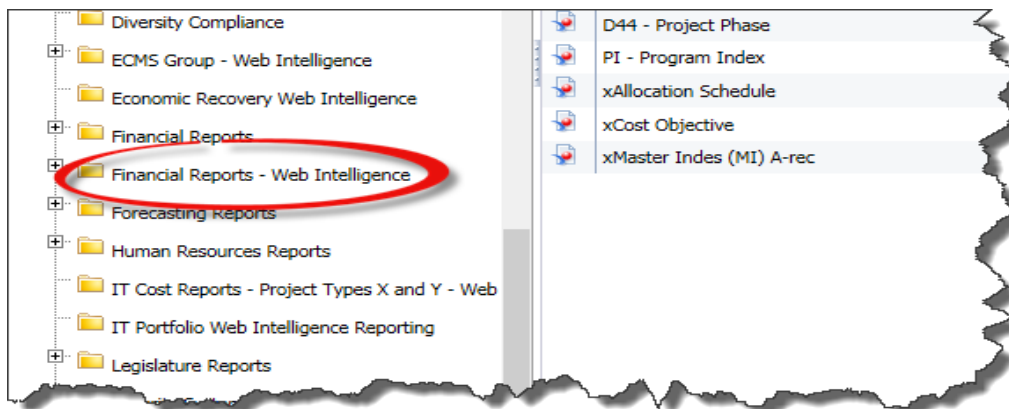 Diversity Compliance
ECMS Group - Web Intelligence
Economic Recovery Web Intelligence
Financial Reports
Financial Reports - Web Intelligence
Forecasting Reports
Human Resources Reports
IT Cost Reports - Project Types X and Y - Web
IT Portfolio Web Intelligence Reporting
Legislature Reports
D44 - Project Phase
PI - Program Index
xAllocation Schedule
xCost Objective
xMaster Indes (MI) A-rec